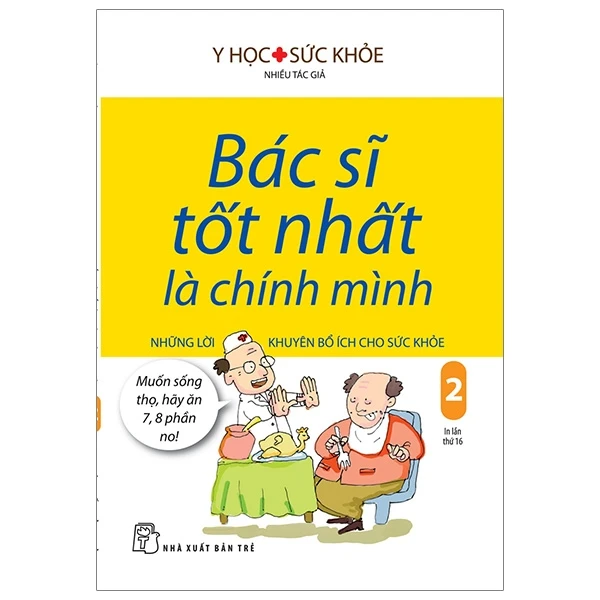 Y HỌC SỨC KHỎE
NHIỀU TÁC GIẢ
Bác sĩ
tốt nhất
là chính mình
NHỮNG LỜI KHUYÊN BỔ ÍCH CHO SỨC KHỎE
Muốn sống
thọ, hãy ăn
7, 8 phần
no!
2
In lần
thứ 16
NHÀ XUẤT BẢN TRẺ